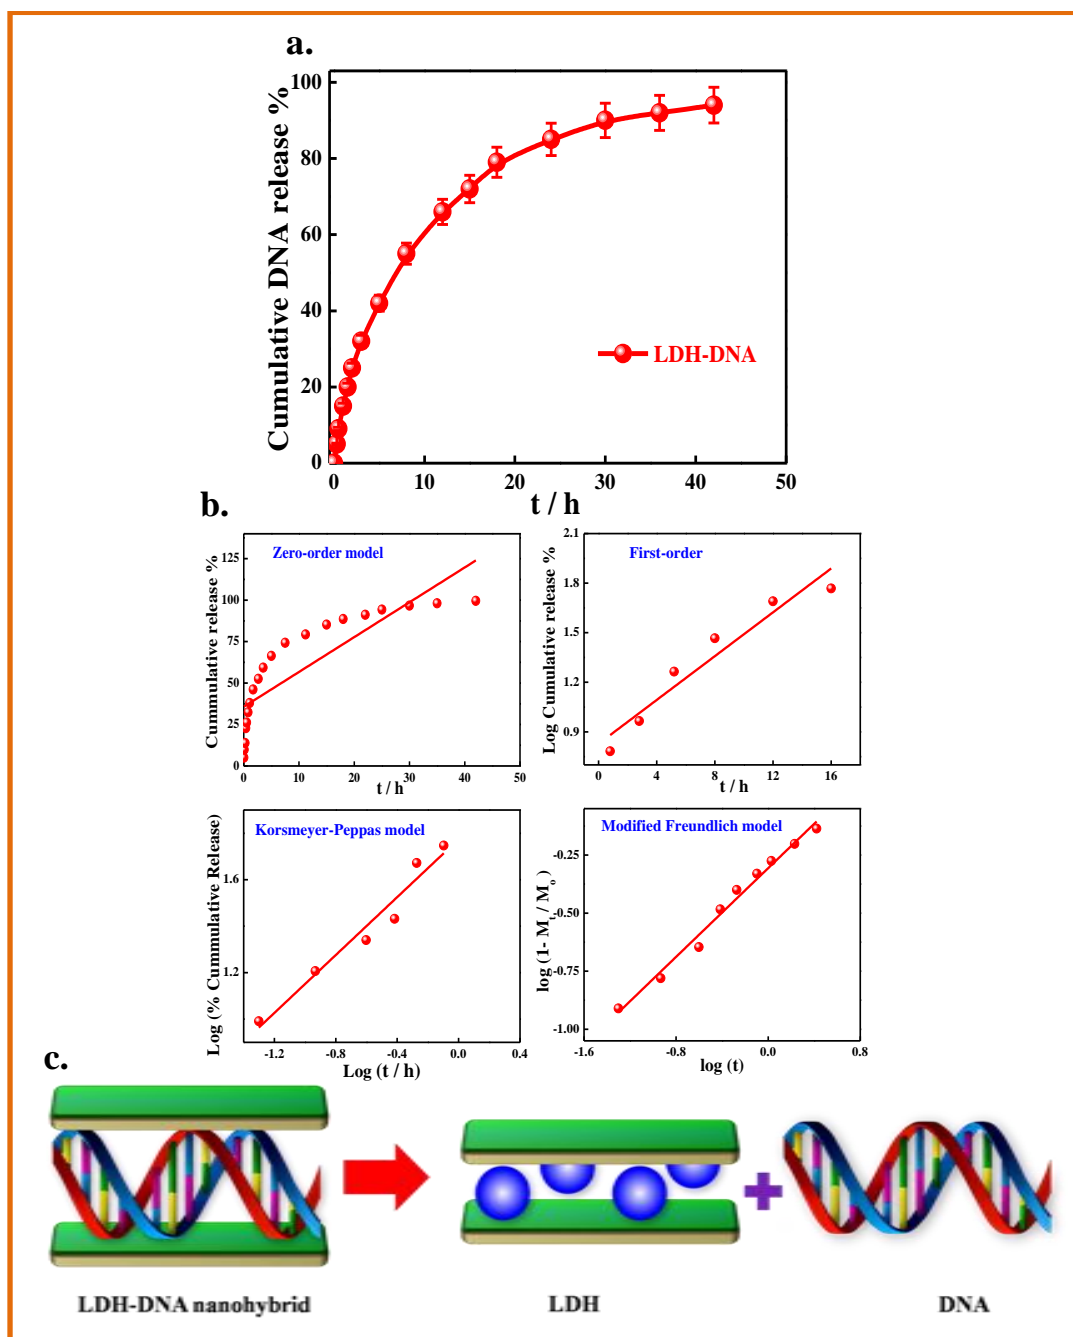 a.
Cumulative DNA release %
100
80
60
40
20
0
LDH-DNA
0 10 20 30 40 50
t / h
b.
Zero-order model
Cummulative release %
125
100
75
50
25
0
0 10 20 30 40 50
t / h
First-order
Log Cumulative release %
2.1
1.8
1.5
1.2
0.9
0 4 8 12 16
t / h
Korsmeyer-Peppas model
Log (% Cummulative Release)
1.6
1.2
-1.2 -0.8 -0.4 0.0 0.4
Log (t / h)
Modified Freundlich model
log (1- M_t / M_o)
-0.25
-0.50
-0.75
-1.00
-1.6 -0.8 0.0 0.8
log (t)
c.
LDH-DNA nanohybrid LDH DNA